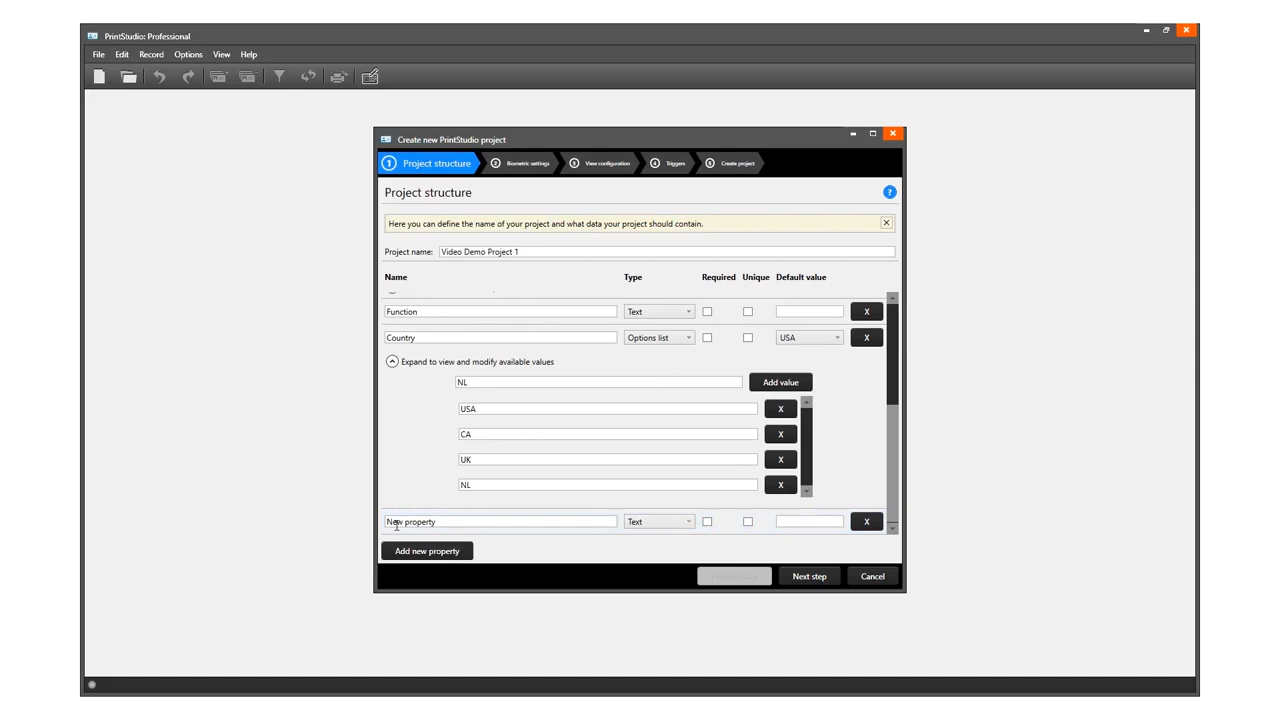 PrintStudio: Professional
File Edit Record Options View Help
Create new PrintStudio project
1 Project structure 2 Biometric settings 3 View configuration 4 Triggers 5 Create project
Project structure
?
Here you can define the name of your project and what data your project should contain. X
Project name: Video Demo Project 1
Name Type Required Unique Default value
Function Text X
Country Options list USA X
Expand to view and modify available values
NL Add value
USA X
CA X
UK X
NL X
New property Text X
Add new property
Next step Cancel